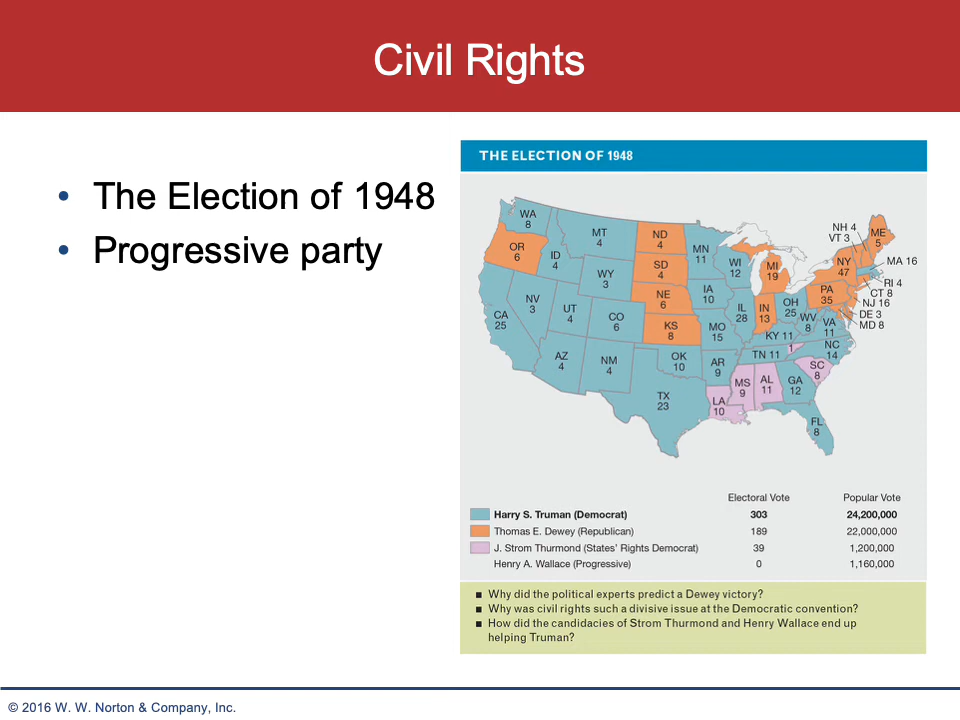 Civil Rights
• The Election of 1948
• Progressive party
THE ELECTION OF 1948
WA
8
OR
6
CA
25
NV
3
ID
4
MT
4
WY
3
UT
4
CO
6
AZ
4
NM
4
ND
4
SD
4
NE
6
KS
8
OK
10
TX
23
MN
11
IA
10
MO
15
AR
9
LA
10
WI
12
IL
28
MI
19
IN
13
OH
25
KY 11
TN 11
1
MS
9
AL
11
GA
12
FL
8
SC
8
NC
14
VA
11
WV
8
PA
35
NY
47
NH 4
VT 3
ME
5
MA 16
RI 4
CT 8
NJ 16
DE 3
MD 8
Electoral Vote Popular Vote
Harry S. Truman (Democrat) 303 24,200,000
Thomas E. Dewey (Republican) 189 22,000,000
J. Strom Thurmond (States' Rights Democrat) 39 1,200,000
Henry A. Wallace (Progressive) 0 1,160,000
■ Why did the political experts predict a Dewey victory?
■ Why was civil rights such a divisive issue at the Democratic convention?
■ How did the candidacies of Strom Thurmond and Henry Wallace end up
helping Truman?
© 2016 W. W. Norton & Company, Inc.